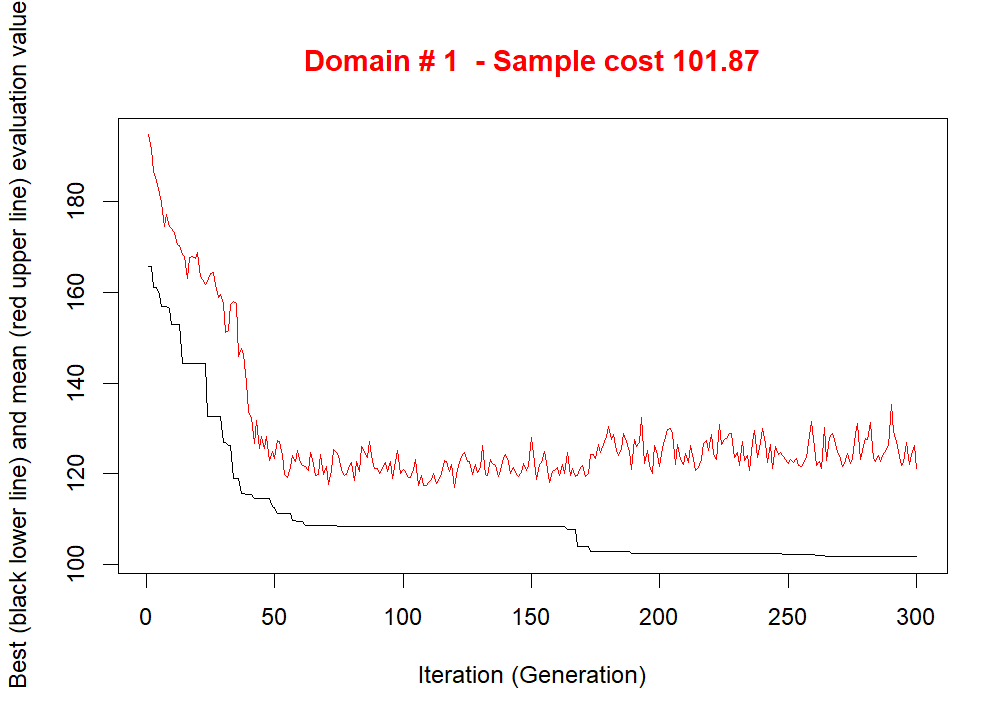 Domain # 1  - Sample cost 101.87
Best (black lower line) and mean (red upper line) evaluation value
180
160
140
120
100
0 50 100 150 200 250 300
Iteration (Generation)